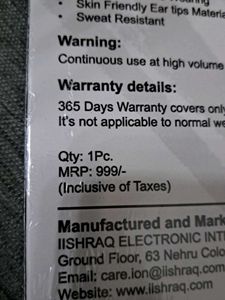 • Skin Friendly Ear tips Materia
• Sweat Resistant
Warning:
Continuous use at high volume
Warranty details:
365 Days Warranty covers only
It's not applicable to normal we
Qty: 1Pc.
MRP: 999/-
(Inclusive of Taxes)
Manufactured and Mark
IISHRAQ ELECTRONIC INT
Ground Floor, 63 Nehru Colo
Email: care.ion@iishraq.com
Website: www.iishraq.com